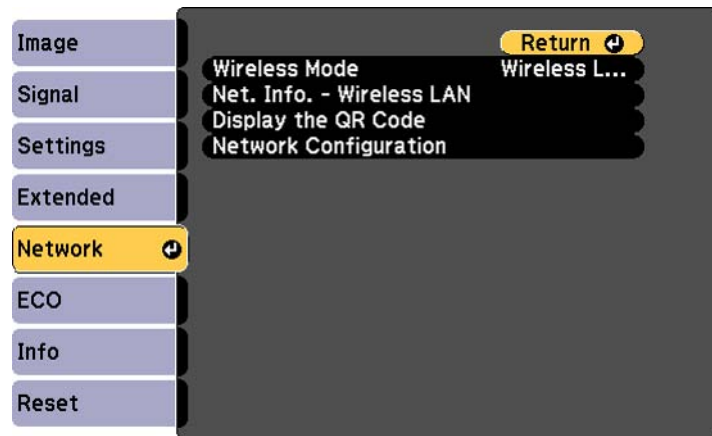 Image
Signal
Settings
Extended
Network
ECO
Info
Reset
Return
Wireless Mode Wireless L...
Net. Info. - Wireless LAN
Display the QR Code
Network Configuration